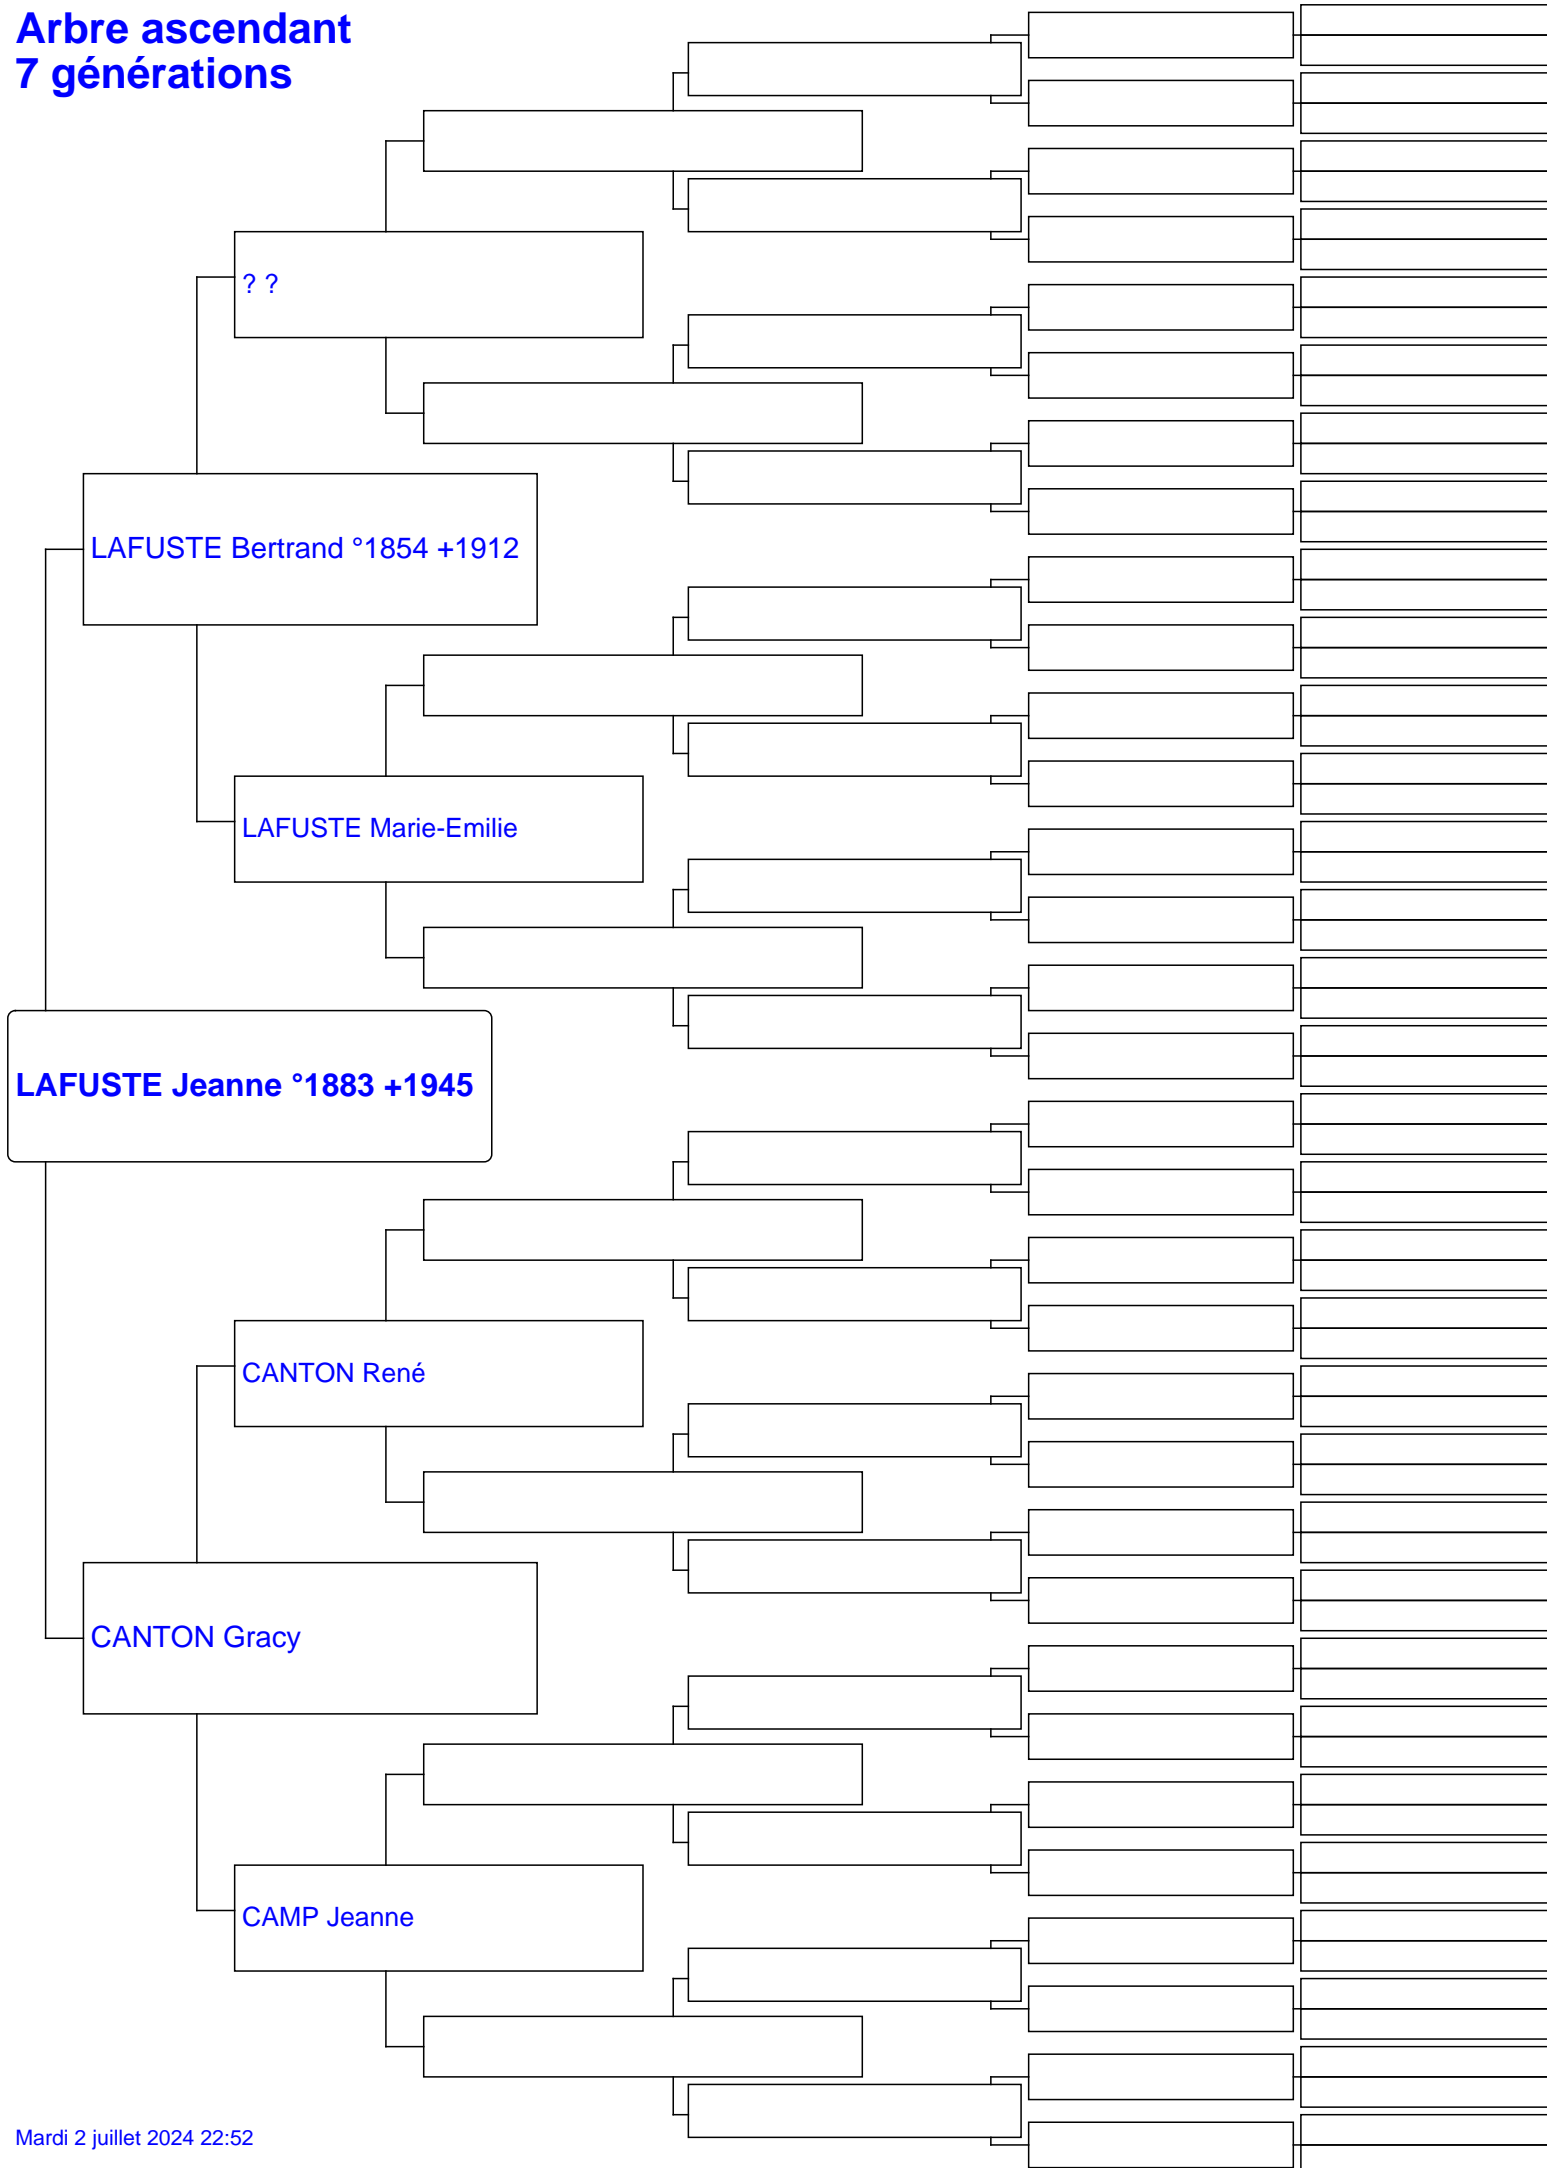 Arbre ascendant
7 générations
? ?
LAFUSTE Bertrand °1854 +1912
LAFUSTE Marie-Emilie
LAFUSTE Jeanne °1883 +1945
CANTON René
CANTON Gracy
CAMP Jeanne
Mardi 2 juillet 2024 22:52